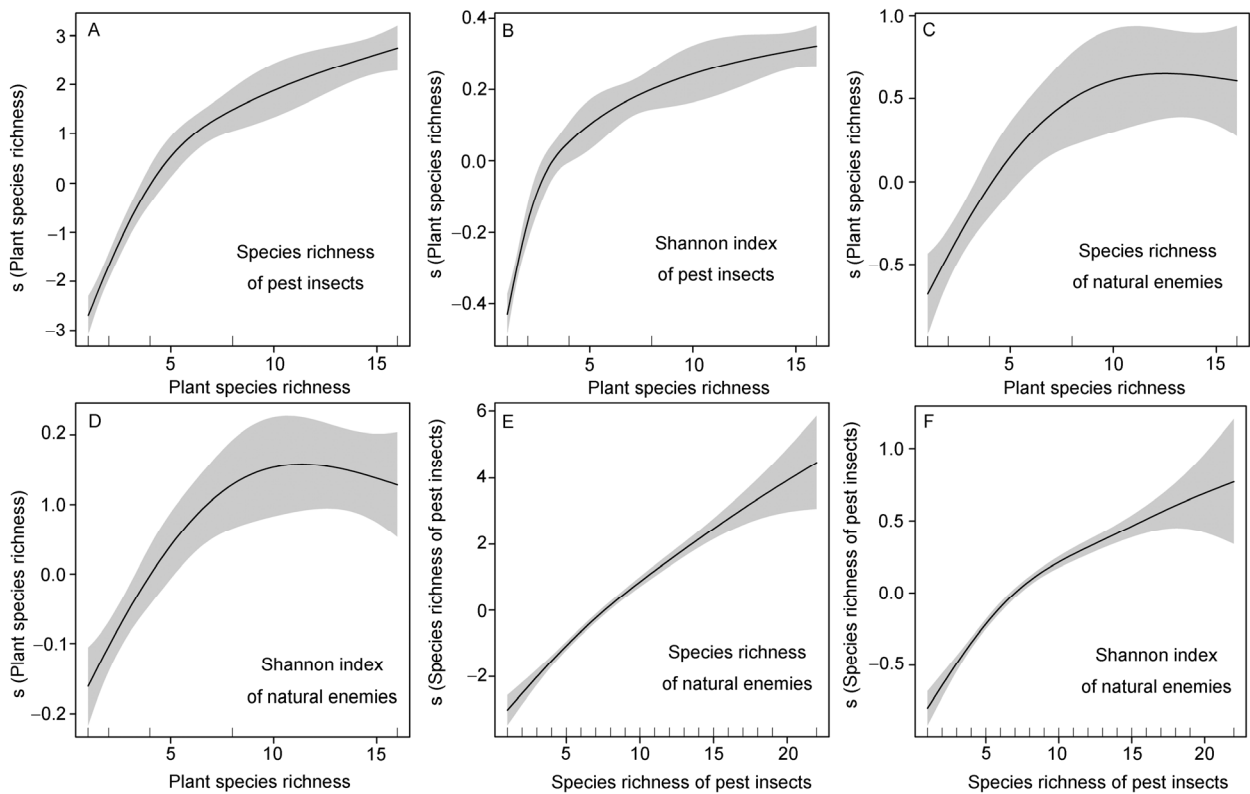 A
s (Plant species richness)
3
2
1
0
−1
−2
−3
Species richness
of pest insects
5
10
15
Plant species richness
B
s (Plant species richness)
0.4
0.2
0.0
−0.2
−0.4
Shannon index
of pest insects
5
10
15
Plant species richness
C
s (Plant species richness)
1.0
0.5
0.0
−0.5
Species richness
of natural enemies
5
10
15
Plant species richness
D
s (Plant species richness)
0.2
1.0
0.0
−0.1
−0.2
Shannon index
of natural enemies
5
10
15
Plant species richness
E
s (Species richness of pest insects)
6
4
2
0
−2
Species richness
of natural enemies
5
10
15
20
Species richness of pest insects
F
s (Species richness of pest insects)
1.0
0.5
0.0
−0.5
Shannon index
of natural enemies
5
10
15
20
Species richness of pest insects